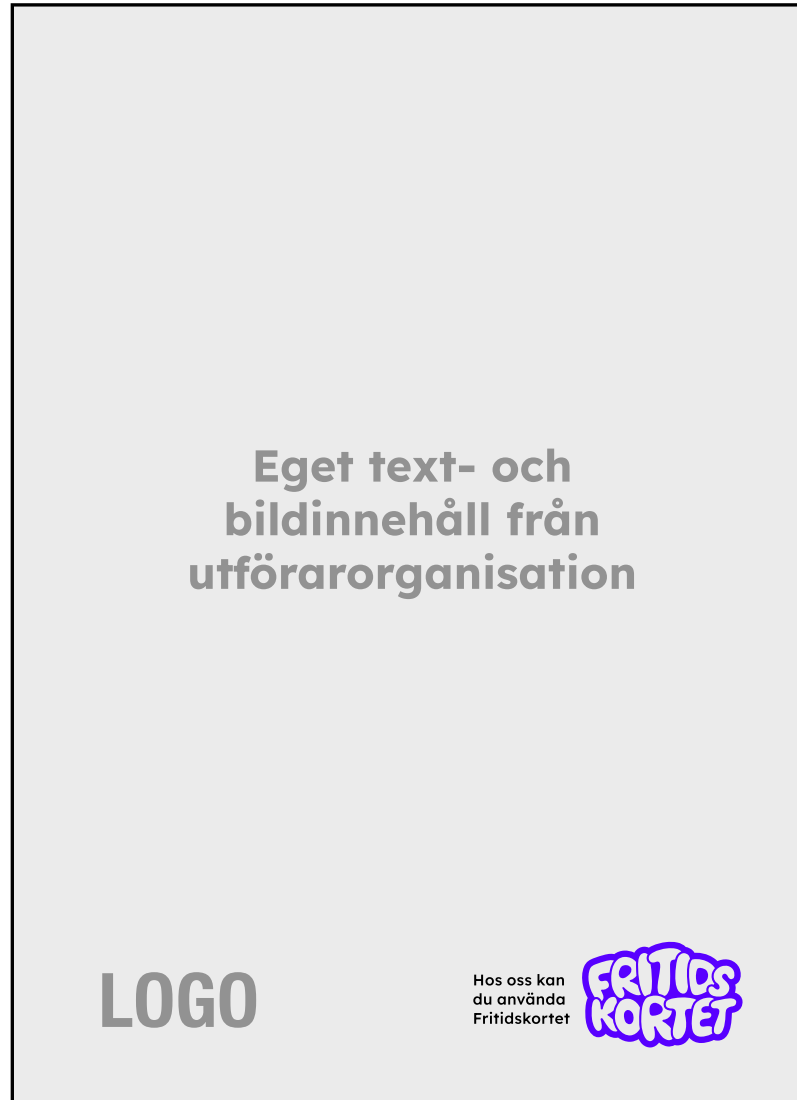 Eget text- och
bildinnehåll från
utförarorganisation
LOGO
Hos oss kan
du använda
Fritidskortet
FRITIDS
KORTET